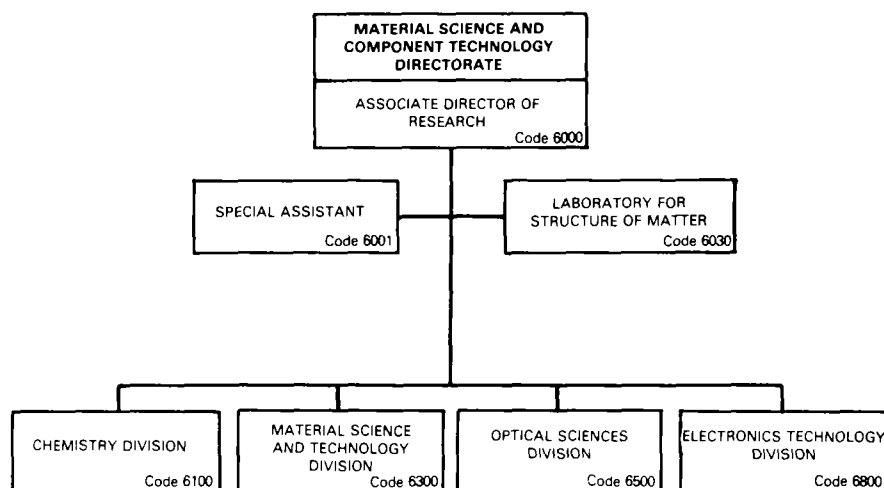 MATERIAL SCIENCE AND
COMPONENT TECHNOLOGY
DIRECTORATE
ASSOCIATE DIRECTOR OF
RESEARCH
Code 6000
SPECIAL ASSISTANT
Code 6001
LABORATORY FOR
STRUCTURE OF MATTER
Code 6030
CHEMISTRY DIVISION
Code 6100
MATERIAL SCIENCE
AND TECHNOLOGY
DIVISION
Code 6300
OPTICAL SCIENCES
DIVISION
Code 6500
ELECTRONICS TECHNOLOGY
DIVISION
Code 6800